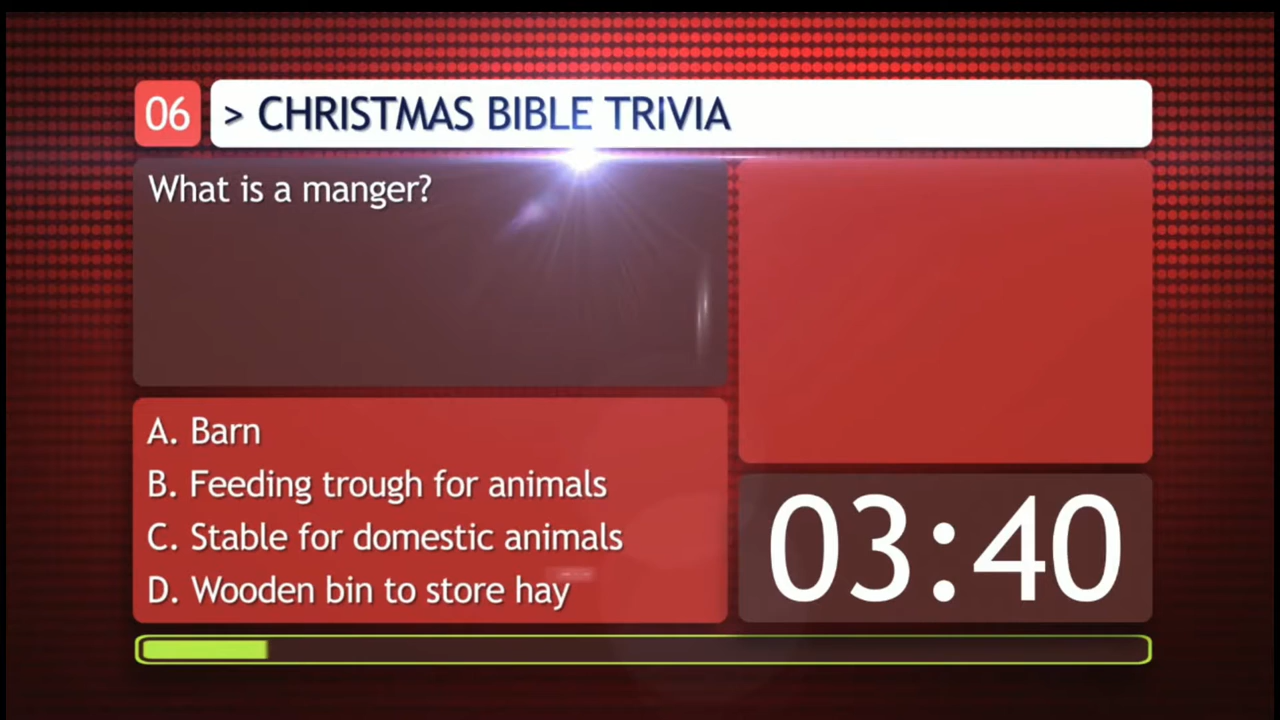 06 > CHRISTMAS BIBLE TRIVIA
What is a manger?
A. Barn
B. Feeding trough for animals
C. Stable for domestic animals
D. Wooden bin to store hay
03:40